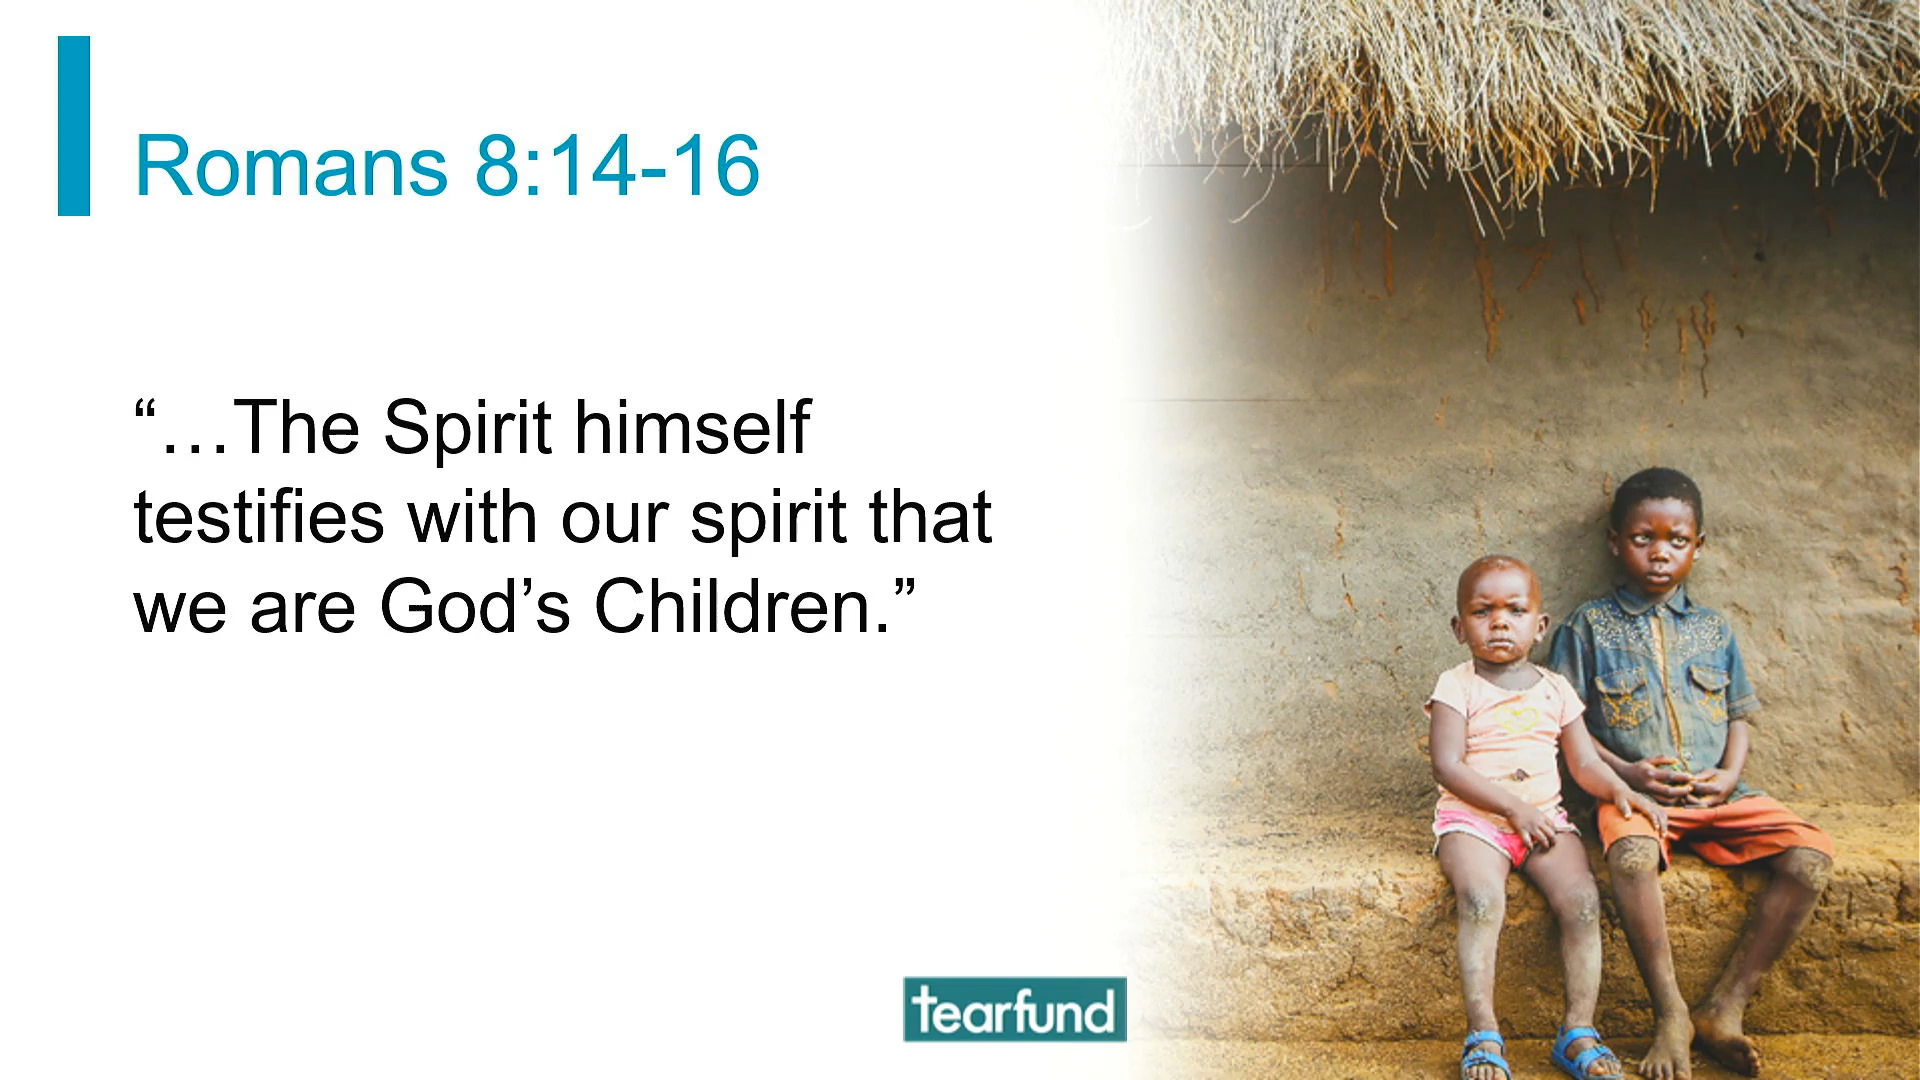 Romans 8:14-16
“…The Spirit himself
testifies with our spirit that
we are God’s Children.”
tearfund